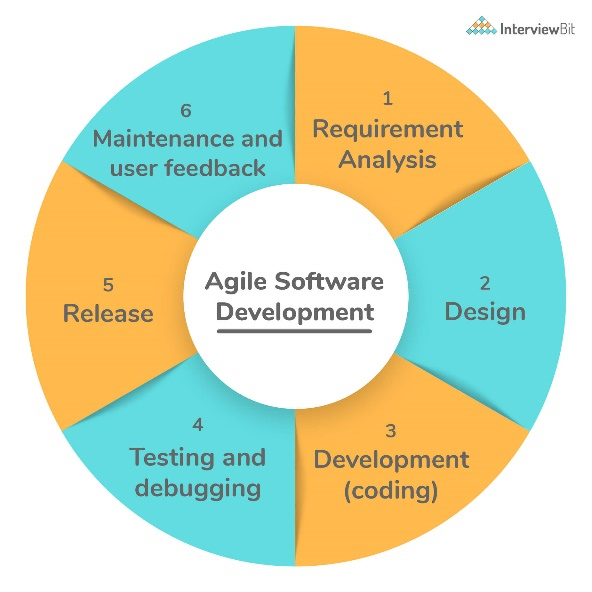 InterviewBit
1
Requirement
Analysis
2
Design
3
Development
(coding)
4
Testing and
debugging
5
Release
6
Maintenance and
user feedback
Agile Software
Development